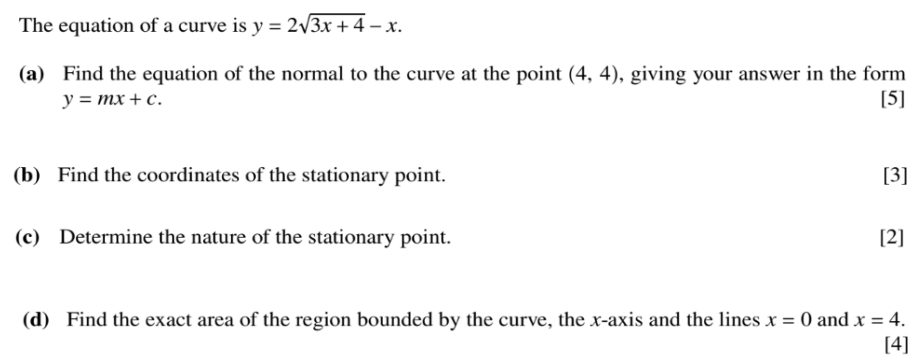 The equation of a curve is y = 2√3x + 4 – x.
(a) Find the equation of the normal to the curve at the point (4, 4), giving your answer in the form
y = mx + c. [5]
(b) Find the coordinates of the stationary point. [3]
(c) Determine the nature of the stationary point. [2]
(d) Find the exact area of the region bounded by the curve, the x-axis and the lines x = 0 and x = 4.
[4]